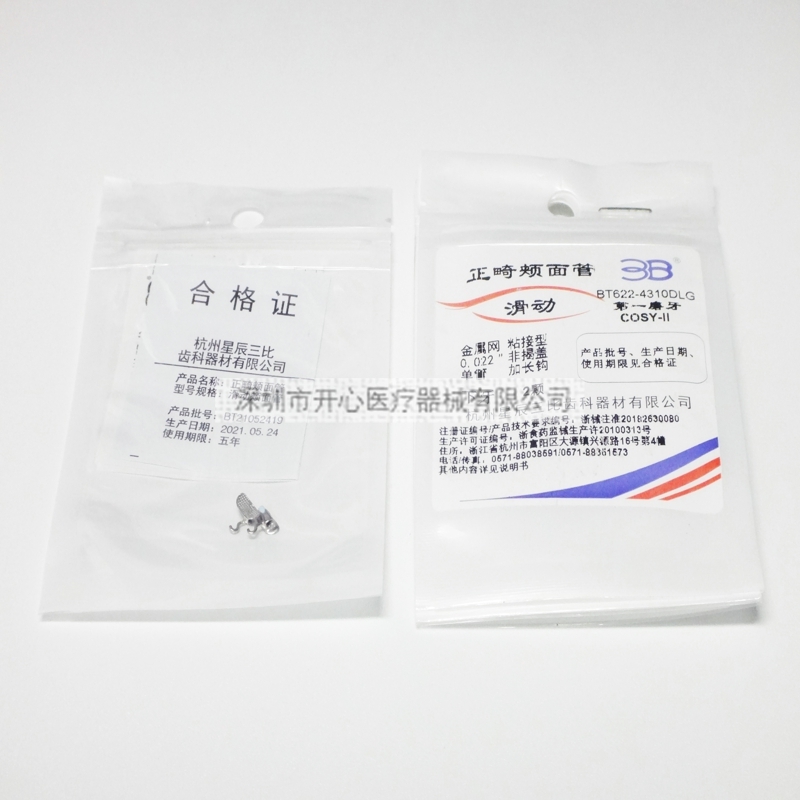 合格证
杭州星辰三比
齿科器材有限公司
产品名称：正畸颊面管
型号规格：
产品批号：BT21052419
生产日期：2021.05.24
使用期限：五年
正畸颊面管
3B
滑动
BT622-4310DLG
第一磨牙
COSY-II
金属网 粘接型
0.022" 非揭盖
单管 加长钩
产品批号、生产日期、
使用期限见合格证
深圳市开心医疗器械有限公司
齿科器材有限公司
注册证编号/产品技术要求编号：浙械注准20182630080
生产许可证编号：浙食药监械生产许20100313号
住所：浙江省杭州市富阳区大源镇兴源路16号第4幢
电话/传真：0571-88038691/0571-88361673
其他内容详见说明书